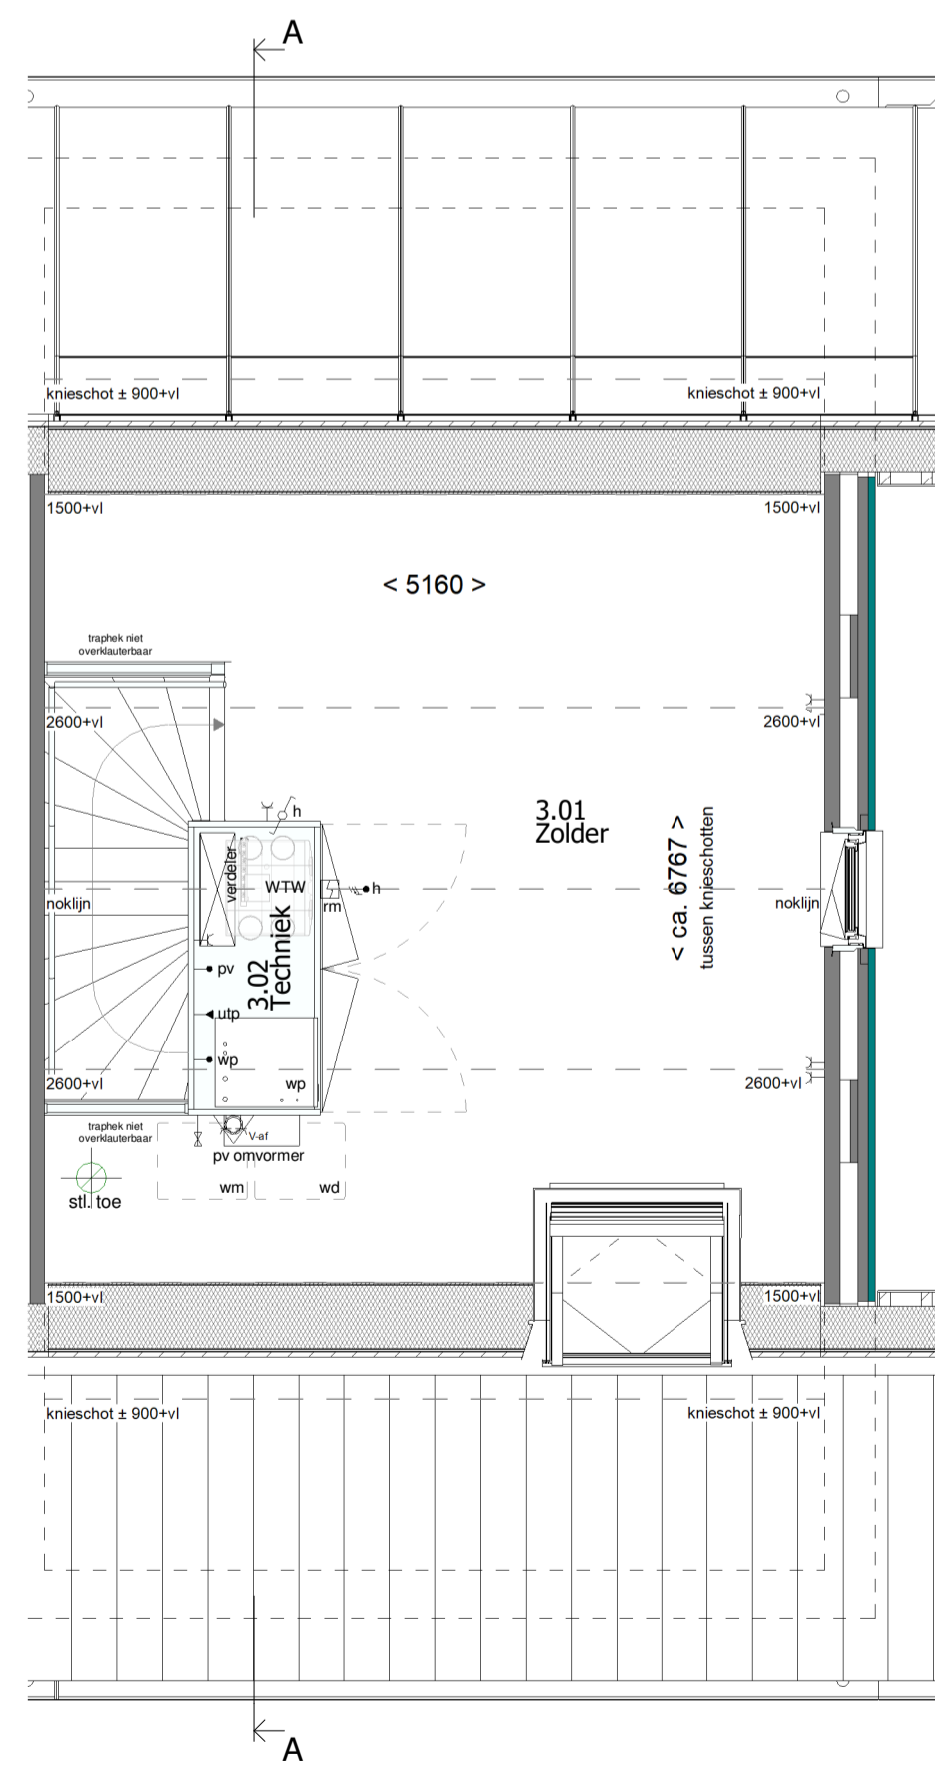 A
knieschot ± 900+vl
knieschot ± 900+vl
1500+vl
1500+vl
< 5160 >
traphek niet
overklauterbaar
2600+vl
2600+vl
3.01
Zolder
< ca. 6767 >
tussen knieschotten
h
verdeler
WTW
h
rm
noklijn
noklijn
3.02
Techniek
pv
utp
wp
wp
2600+vl
2600+vl
traphek niet
overklauterbaar
V-af
pv omvormer
wm
wd
stl. toe
1500+vl
1500+vl
knieschot ± 900+vl
knieschot ± 900+vl
A